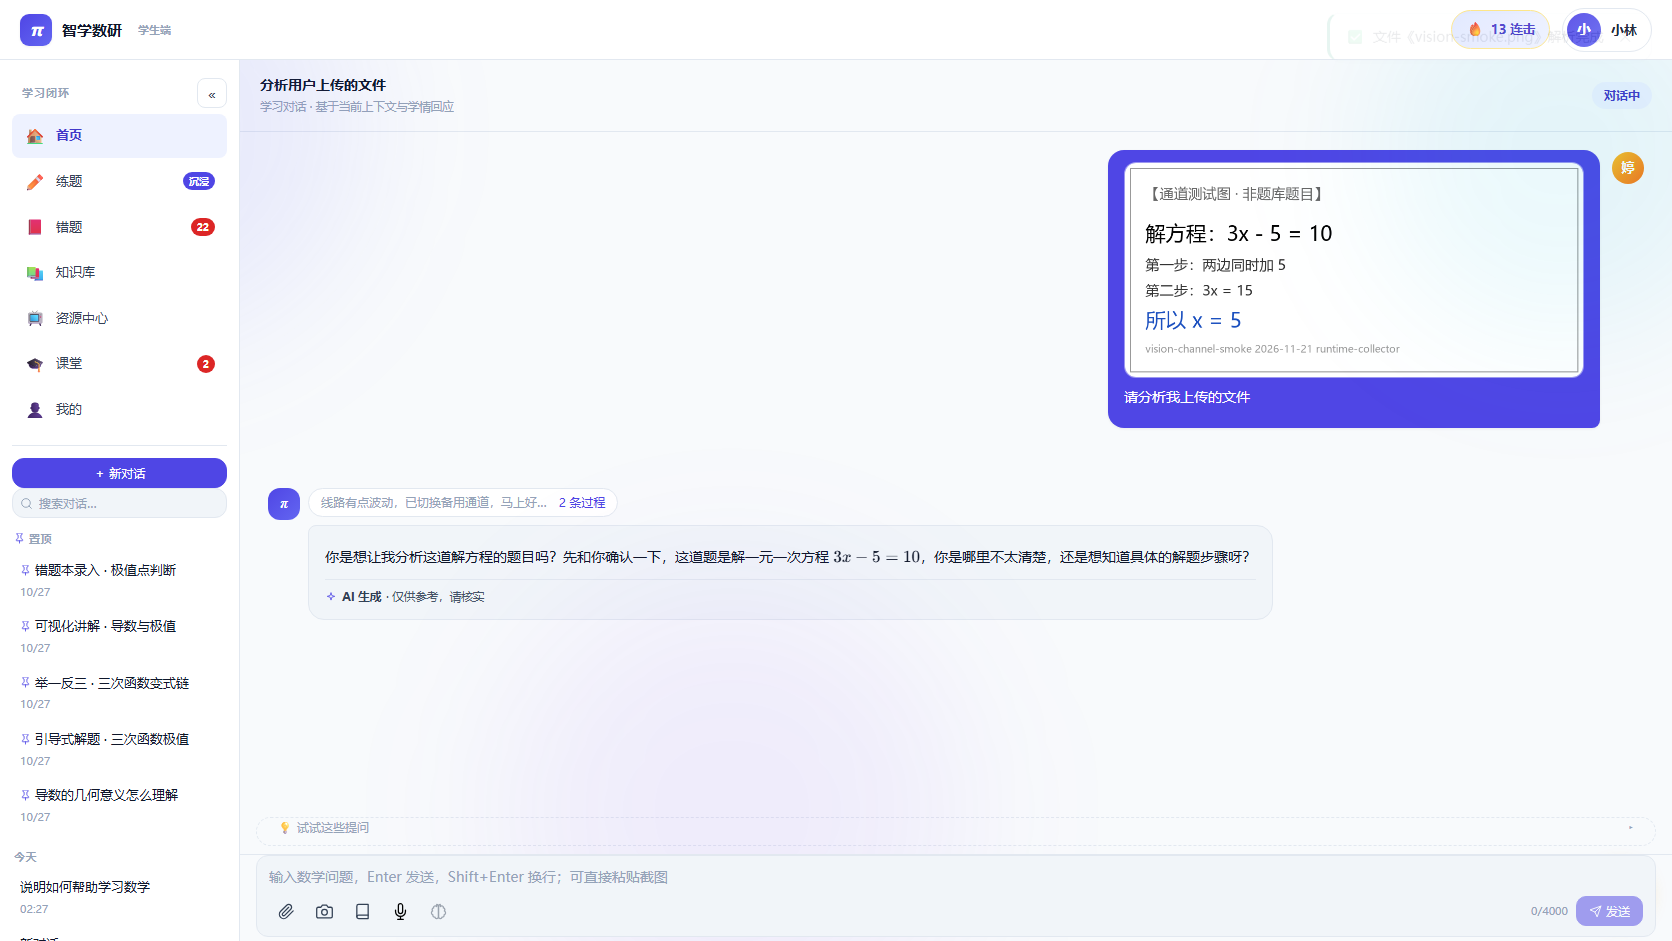 π 智学数研 学生端
文件《vision-smoke.png》解
13 连击
小 小林
学习闭环
«
首页
练题 沉浸
错题 22
知识库
资源中心
课堂 2
我的
+ 新对话
搜索对话...
置顶
错题本录入 · 极值点判断
10/27
可视化讲解 · 导数与极值
10/27
举一反三 · 三次函数变式链
10/27
引导式解题 · 三次函数极值
10/27
导数的几何意义怎么理解
10/27
今天
说明如何帮助学习数学
02:27
新对话
分析用户上传的文件
学习对话 · 基于当前上下文与学情回应
对话中
婷
【通道测试图 · 非题库题目】
解方程：3x - 5 = 10
第一步：两边同时加 5
第二步：3x = 15
所以 x = 5
vision-channel-smoke 2026-11-21 runtime-collector
请分析我上传的文件
π
线路有点波动，已切换备用通道，马上好... 2 条过程
你是想让我分析这道解方程的题目吗？先和你确认一下，这道题是解一元一次方程 3x − 5 = 10，你是哪里不太清楚，还是想知道具体的解题步骤呀？
AI 生成 · 仅供参考，请核实
试试这些提问
输入数学问题，Enter 发送，Shift+Enter 换行；可直接粘贴截图
0/4000 发送